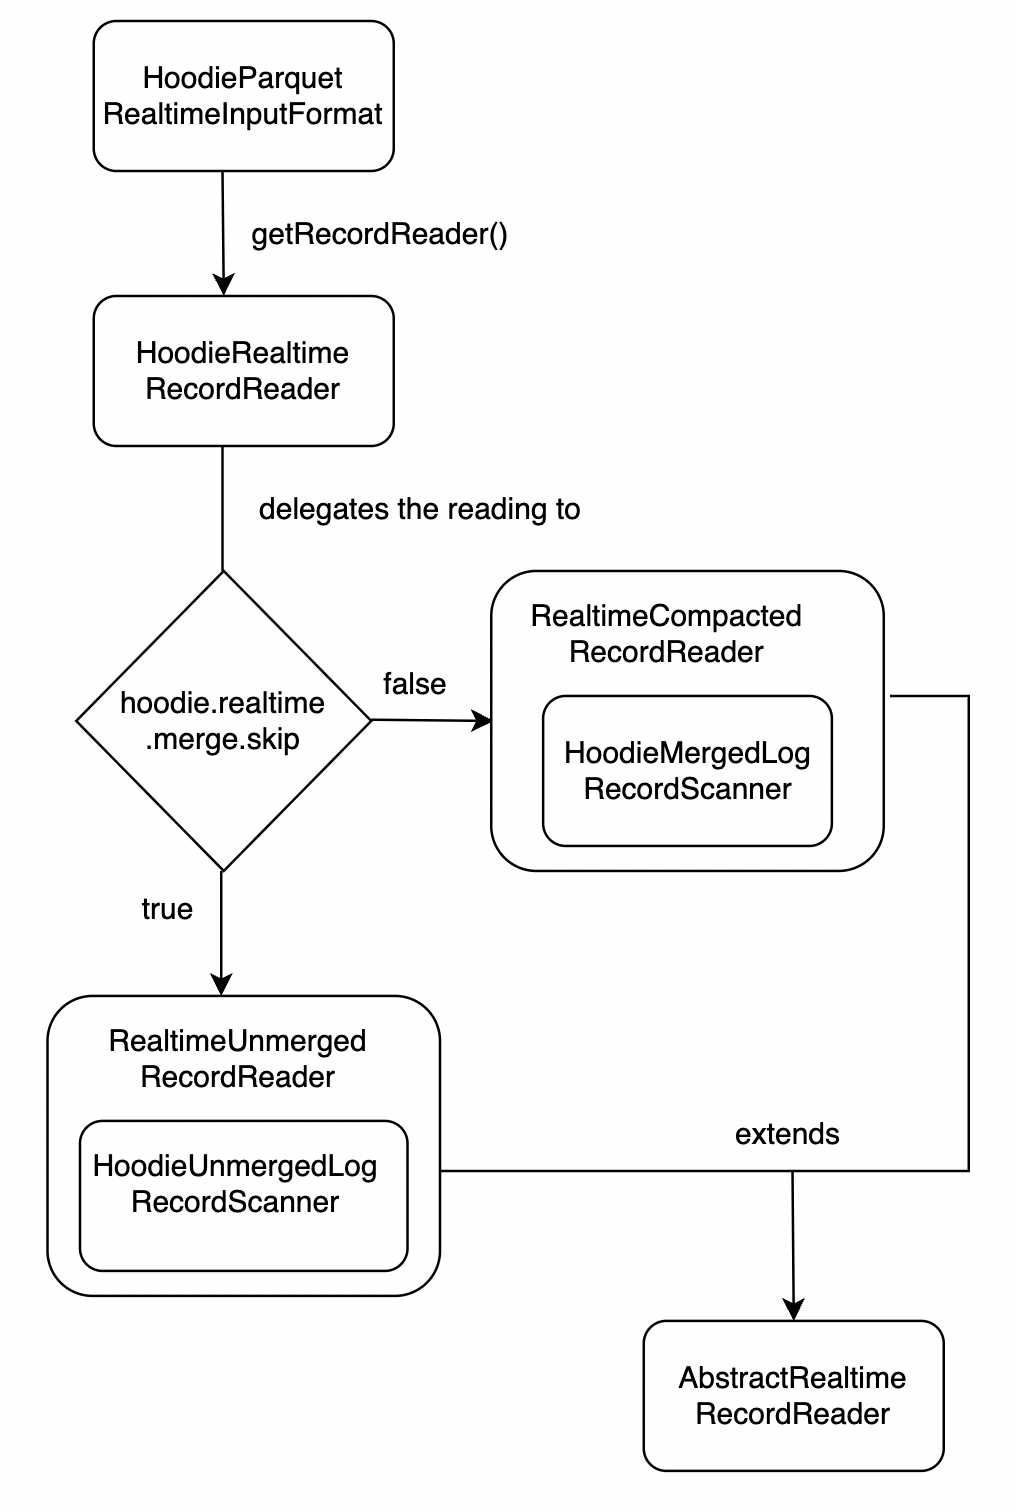 HoodieParquet
RealtimeInputFormat
getRecordReader()
HoodieRealtime
RecordReader
delegates the reading to
hoodie.realtime
.merge.skip
false
RealtimeCompacted
RecordReader
HoodieMergedLog
RecordScanner
true
RealtimeUnmerged
RecordReader
HoodieUnmergedLog
RecordScanner
extends
AbstractRealtime
RecordReader